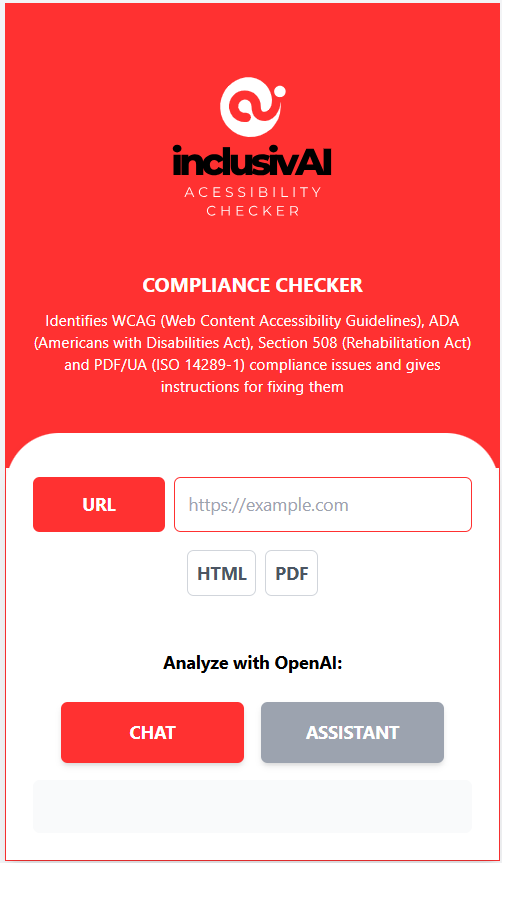 inclusivAI
ACESSIBILITY
CHECKER
COMPLIANCE CHECKER
Identifies WCAG (Web Content Accessibility Guidelines), ADA
(Americans with Disabilities Act), Section 508 (Rehabilitation Act)
and PDF/UA (ISO 14289-1) compliance issues and gives
instructions for fixing them
URL
https://example.com
HTML PDF
Analyze with OpenAI:
CHAT ASSISTANT